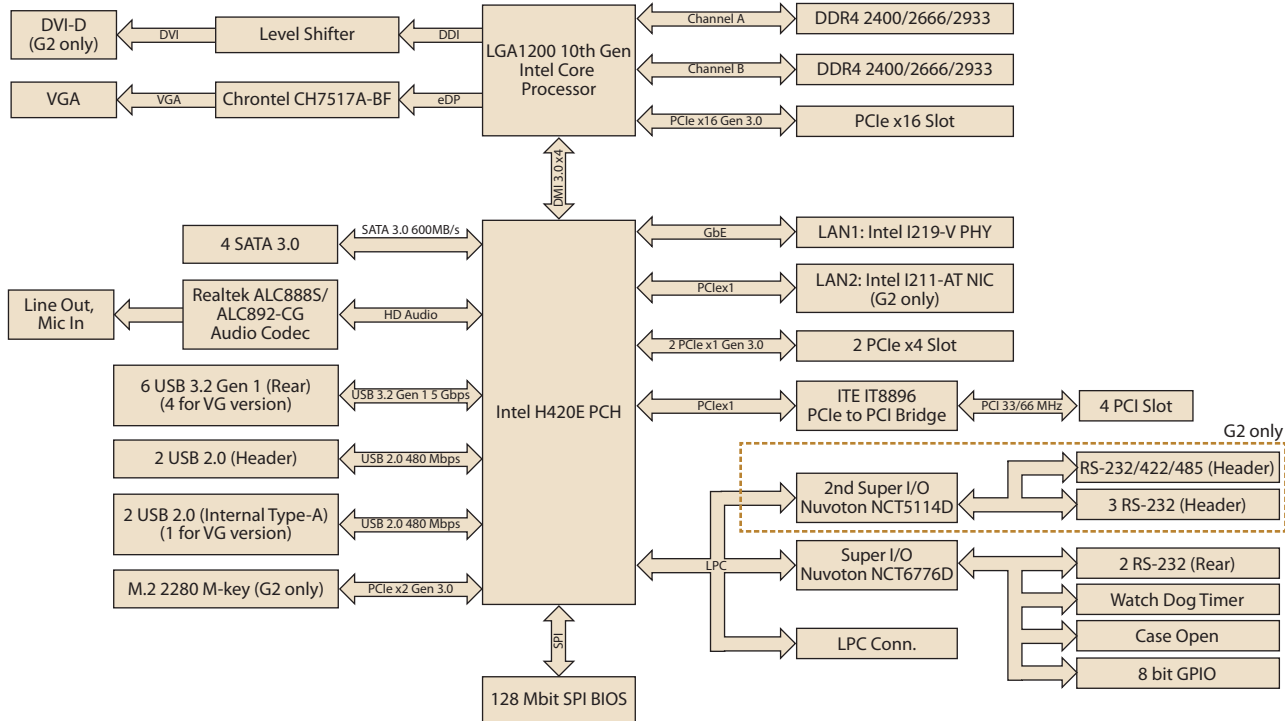 DVI-D
(G2 only)
DVI
Level Shifter
DDI
VGA
VGA
Chrontel CH7517A-BF
eDP
LGA1200 10th Gen
Intel Core
Processor
Channel A
DDR4 2400/2666/2933
Channel B
DDR4 2400/2666/2933
PCIe x16 Gen 3.0
PCIe x16 Slot
DMI 3.0 x4
4 SATA 3.0
SATA 3.0 600MB/s
Line Out,
Mic In
Realtek ALC888S/
ALC892-CG
Audio Codec
HD Audio
6 USB 3.2 Gen 1 (Rear)
(4 for VG version)
USB 3.2 Gen 1 5 Gbps
2 USB 2.0 (Header)
USB 2.0 480 Mbps
2 USB 2.0 (Internal Type-A)
(1 for VG version)
USB 2.0 480 Mbps
M.2 2280 M-key (G2 only)
PCIe x2 Gen 3.0
Intel H420E PCH
SPI
128 Mbit SPI BIOS
GbE
LAN1: Intel I219-V PHY
PCIex1
LAN2: Intel I211-AT NIC
(G2 only)
2 PCIe x1 Gen 3.0
2 PCIe x4 Slot
PCIex1
ITE IT8896
PCIe to PCI Bridge
PCI 33/66 MHz
4 PCI Slot
G2 only
2nd Super I/O
Nuvoton NCT5114D
RS-232/422/485 (Header)
3 RS-232 (Header)
LPC
Super I/O
Nuvoton NCT6776D
2 RS-232 (Rear)
Watch Dog Timer
Case Open
8 bit GPIO
LPC Conn.